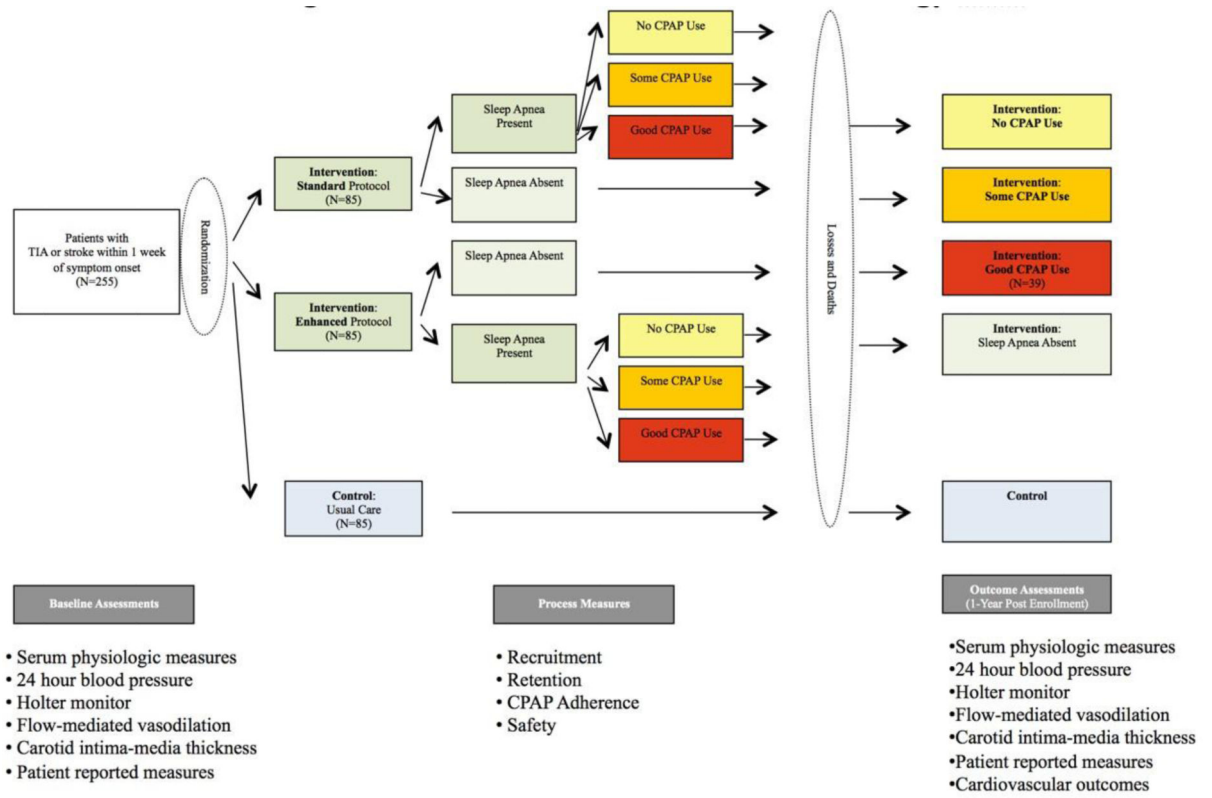 No CPAP Use
Some CPAP Use
Good CPAP Use
Sleep Apnea
Present
Sleep Apnea Absent
Intervention:
Standard Protocol
(N=85)
Randomization
Patients with
TIA or stroke within 1 week
of symptom onset
(N=255)
Intervention:
Enhanced Protocol
(N=85)
Sleep Apnea Absent
Sleep Apnea
Present
No CPAP Use
Some CPAP Use
Good CPAP Use
Control:
Usual Care
(N=85)
Losses and Deaths
Intervention:
No CPAP Use
Intervention:
Some CPAP Use
Intervention:
Good CPAP Use
(N=39)
Intervention:
Sleep Apnea Absent
Control
Baseline Assessments
• Serum physiologic measures
• 24 hour blood pressure
• Holter monitor
• Flow-mediated vasodilation
• Carotid intima-media thickness
• Patient reported measures
Process Measures
• Recruitment
• Retention
• CPAP Adherence
• Safety
Outcome Assessments
(1-Year Post Enrollment)
•Serum physiologic measures
•24 hour blood pressure
•Holter monitor
•Flow-mediated vasodilation
•Carotid intima-media thickness
•Patient reported measures
•Cardiovascular outcomes